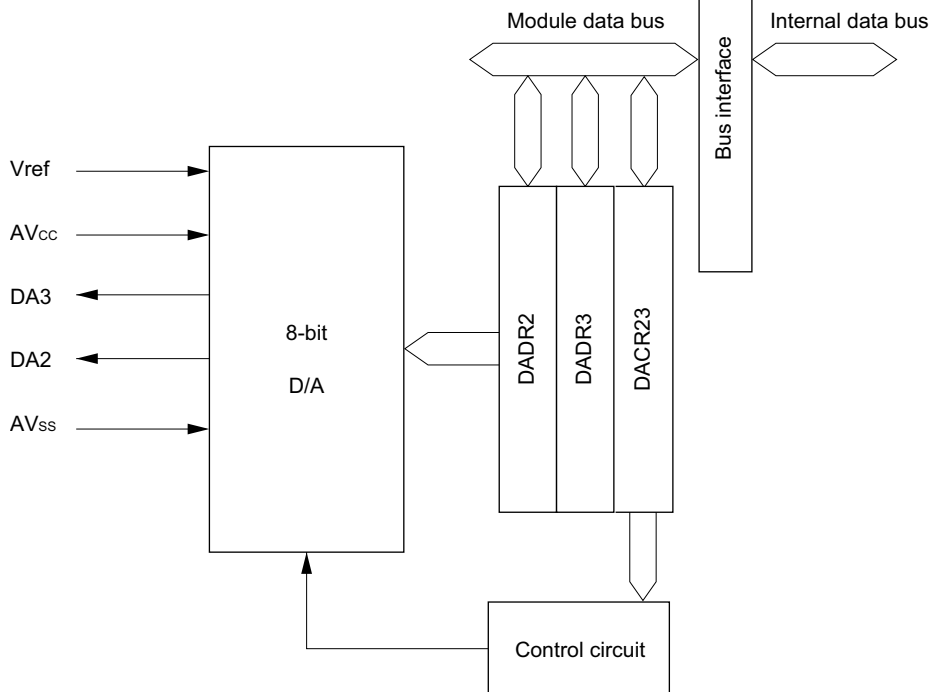 Module data bus
Internal data bus
Bus interface
Vref
AVCC
DA3
DA2
AVSS
8-bit
D/A
DADR2
DADR3
DACR23
Control circuit